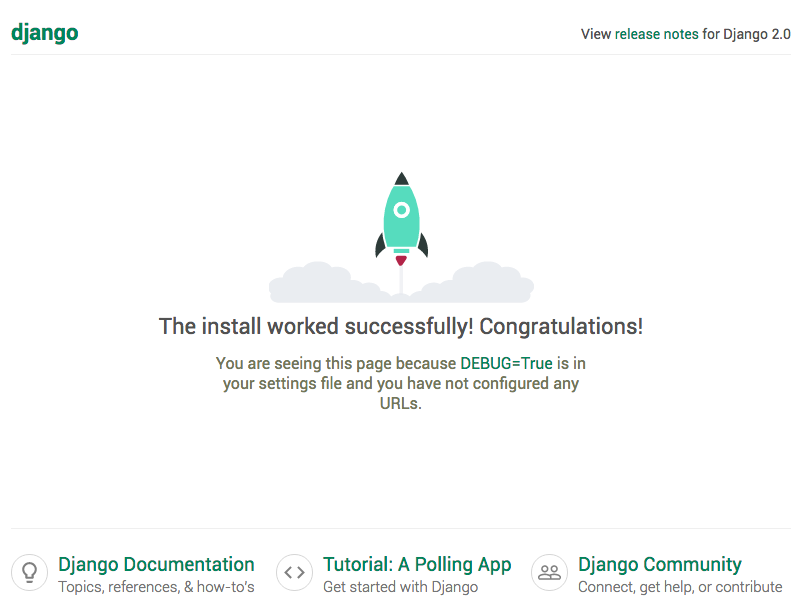 django
View release notes for Django 2.0
The install worked successfully! Congratulations!
You are seeing this page because DEBUG=True is in
your settings file and you have not configured any
URLs.
Django Documentation
Topics, references, & how-to's
Tutorial: A Polling App
Get started with Django
Django Community
Connect, get help, or contribute